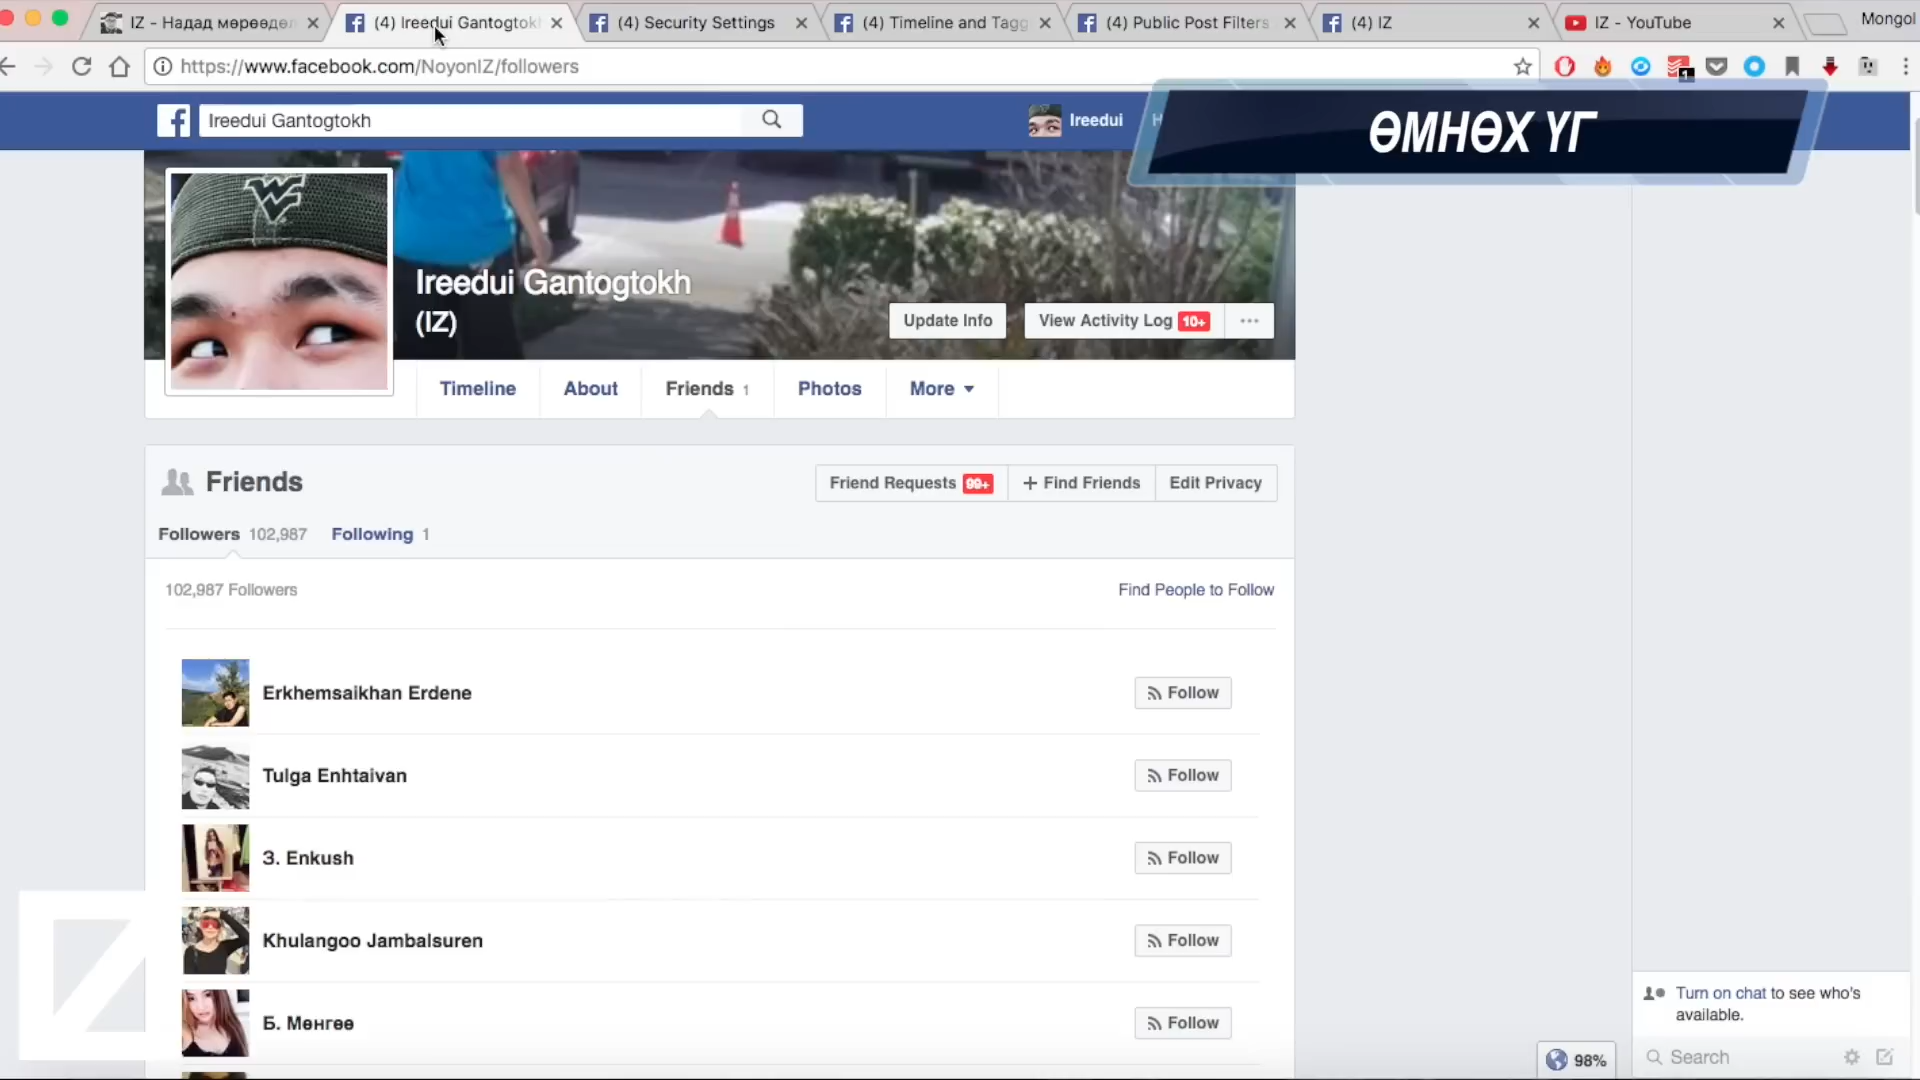 IZ - Надад мөрөөдөл
(4) Ireedui Gantogtokh
(4) Security Settings
(4) Timeline and Tagg
(4) Public Post Filters
(4) IZ
IZ - YouTube
Mongol
https://www.facebook.com/NoyonIZ/followers
1
Ireedui Gantogtokh
Ireedui
H
ӨМНӨХ ҮГ
Ireedui Gantogtokh
(IZ)
Update Info
View Activity Log 10+
Timeline
About
Friends 1
Photos
More
Friends
Friend Requests 99+
+ Find Friends
Edit Privacy
Followers 102,987
Following 1
102,987 Followers
Find People to Follow
Erkhemsaikhan Erdene
Follow
Tulga Enhtaivan
Follow
З. Enkush
Follow
Khulangoo Jambalsuren
Follow
Б. Мөнгөө
Follow
Turn on chat to see who's
available.
98%
Search
IZ